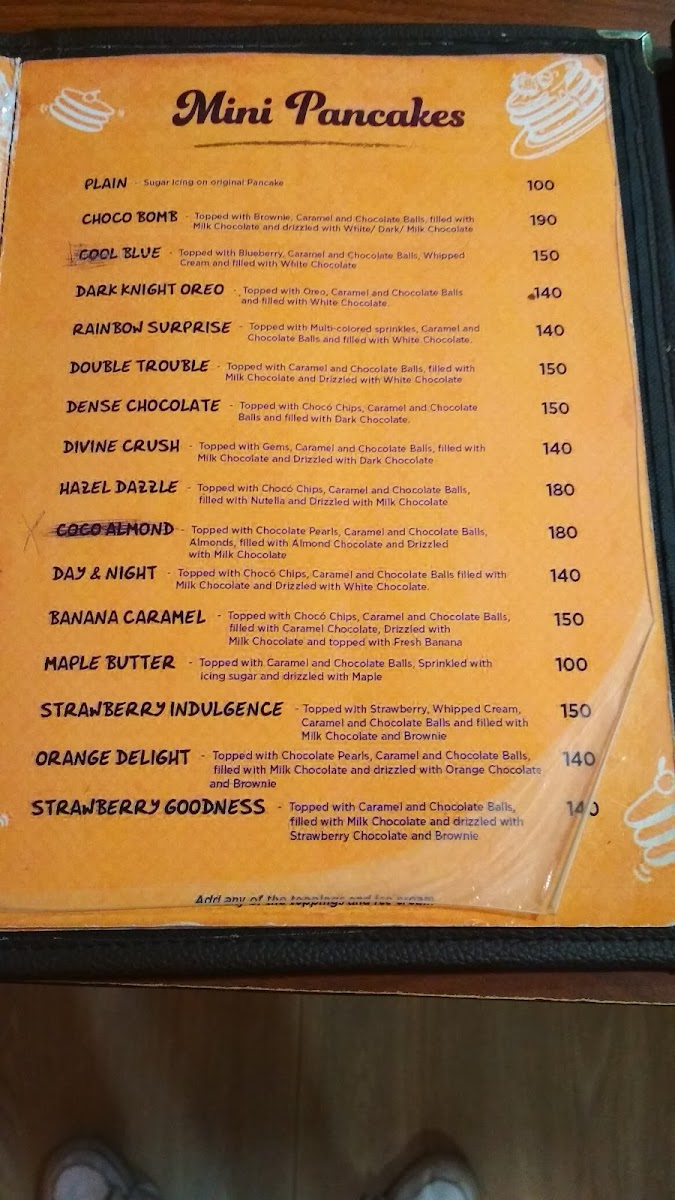 Mini Pancakes
PLAIN - Sugar Icing on original Pancake 100
CHOCO BOMB - Topped with Brownie, Caramel and Chocolate Balls, filled with 190
Milk Chocolate and drizzled with White/ Dark/ Milk Chocolate
COOL BLUE - Topped with Blueberry, Caramel and Chocolate Balls, Whipped 150
Cream and filled with White Chocolate
DARK KNIGHT OREO - Topped with Oreo, Caramel and Chocolate Balls 140
and filled with White Chocolate.
RAINBOW SURPRISE - Topped with Multi-colored sprinkles, Caramel and 140
Chocolate Balls and filled with White Chocolate.
DOUBLE TROUBLE - Topped with Caramel and Chocolate Balls, filled with 150
Milk Chocolate and Drizzled with White Chocolate
DENSE CHOCOLATE - Topped with Chocó Chips, Caramel and Chocolate 150
Balls and filled with Dark Chocolate.
DIVINE CRUSH - Topped with Gems, Caramel and Chocolate Balls, filled with 140
Milk Chocolate and Drizzled with Dark Chocolate
HAZEL DAZZLE - Topped with Chocó Chips, Caramel and Chocolate Balls, 180
filled with Nutella and Drizzled with Milk Chocolate
COCO ALMOND - Topped with Chocolate Pearls, Caramel and Chocolate Balls, 180
Almonds, filled with Almond Chocolate and Drizzled
with Milk Chocolate
DAY & NIGHT - Topped with Chocó Chips, Caramel and Chocolate Balls filled with 140
Milk Chocolate and Drizzled with White Chocolate.
BANANA CARAMEL - Topped with Chocó Chips, Caramel and Chocolate Balls, 150
filled with Caramel Chocolate, Drizzled with
Milk Chocolate and topped with Fresh Banana
MAPLE BUTTER - Topped with Caramel and Chocolate Balls, Sprinkled with 100
icing sugar and drizzled with Maple
STRAWBERRY INDULGENCE - Topped with Strawberry, Whipped Cream, 150
Caramel and Chocolate Balls and filled with
Milk Chocolate and Brownie
ORANGE DELIGHT - Topped with Chocolate Pearls, Caramel and Chocolate Balls, 140
filled with Milk Chocolate and drizzled with Orange Chocolate
and Brownie
STRAWBERRY GOODNESS - Topped with Caramel and Chocolate Balls, 140
filled with Milk Chocolate and drizzled with
Strawberry Chocolate and Brownie
Add any of the toppings and ice cream